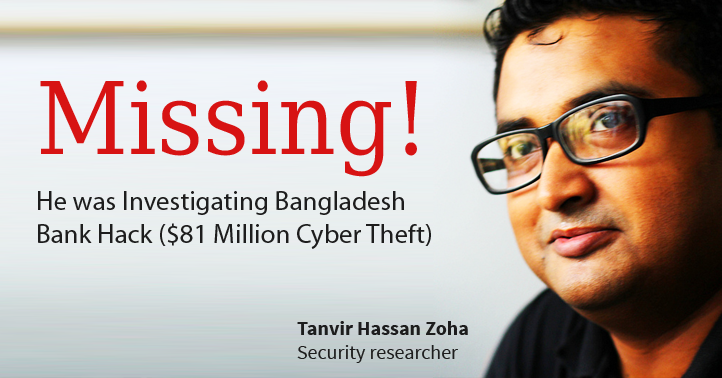 Missing!
He was Investigating Bangladesh
Bank Hack ($81 Million Cyber Theft)
Tanvir Hassan Zoha
Security researcher